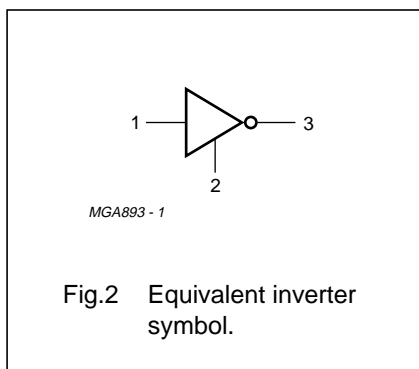 1
3
2
MGA893 - 1
Fig.2 Equivalent inverter
symbol.